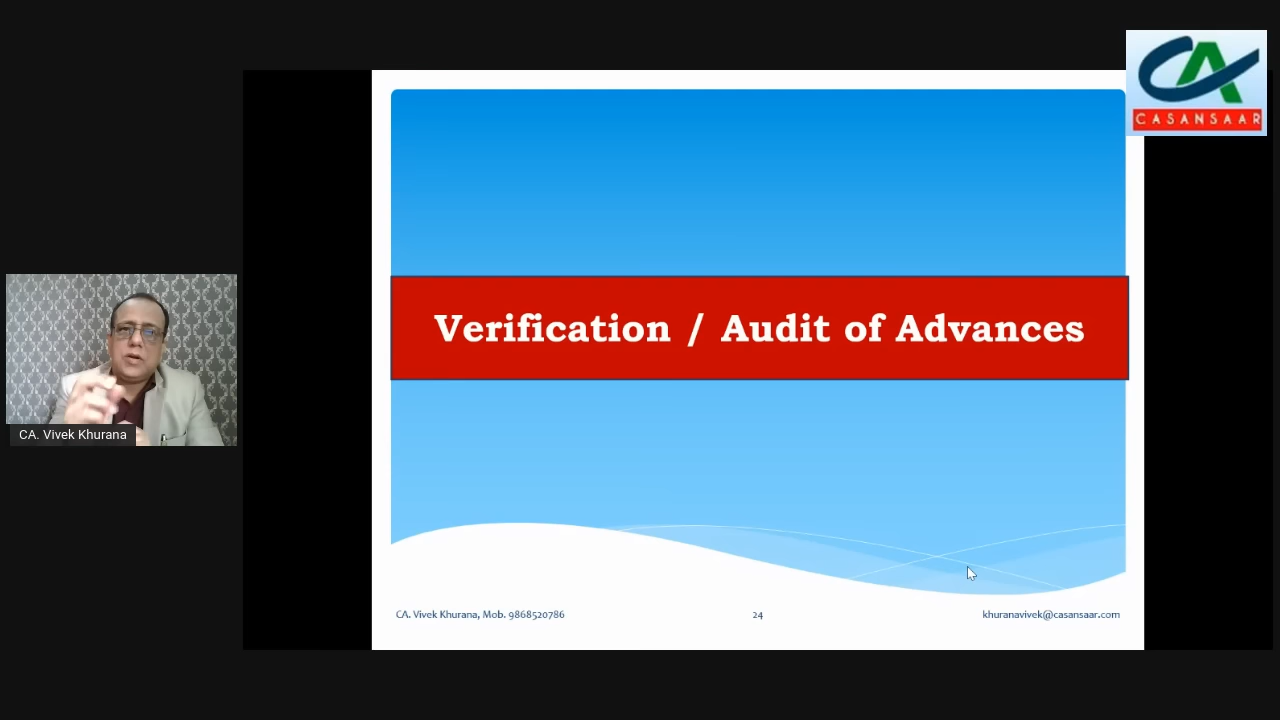 CASANSAAR
Verification / Audit of Advances
CA. Vivek Khurana
CA. Vivek Khurana, Mob. 9868520786
24
khuranavivek@casansaar.com